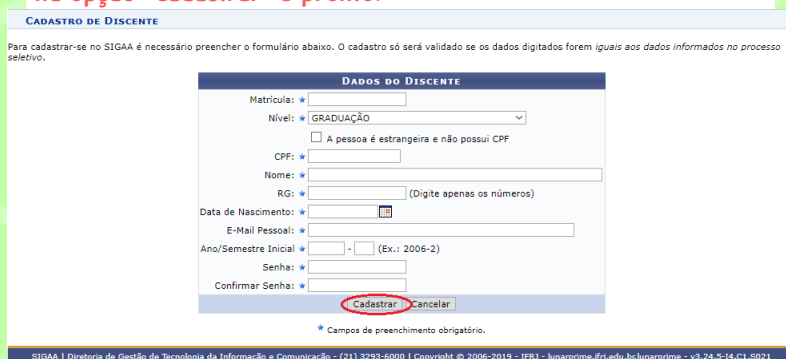 na opção "Cadastrar" e pronto!
CADASTRO DE DISCENTE
Para cadastrar-se no SIGAA é necessário preencher o formulário abaixo. O cadastro só será validado se os dados digitados forem iguais aos dados informados no processo
seletivo.
DADOS DO DISCENTE
Matrícula: ★
Nível: ★ GRADUAÇÃO
A pessoa é estrangeira e não possui CPF
CPF: ★
Nome: ★
RG: ★ (Digite apenas os números)
Data de Nascimento: ★
E-Mail Pessoal: ★
Ano/Semestre Inicial ★ - (Ex.: 2006-2)
Senha: ★
Confirmar Senha: ★
Cadastrar Cancelar
★ Campos de preenchimento obrigatório.
SIGAA | Diretoria de Gestão de Tecnologia da Informação e Comunicação - (21) 3293-6000 | Copyright © 2006-2019 - IFRJ - lunarprime.ifrj.edu.br.lunarprime - v3.24.5-I4.C1.S021